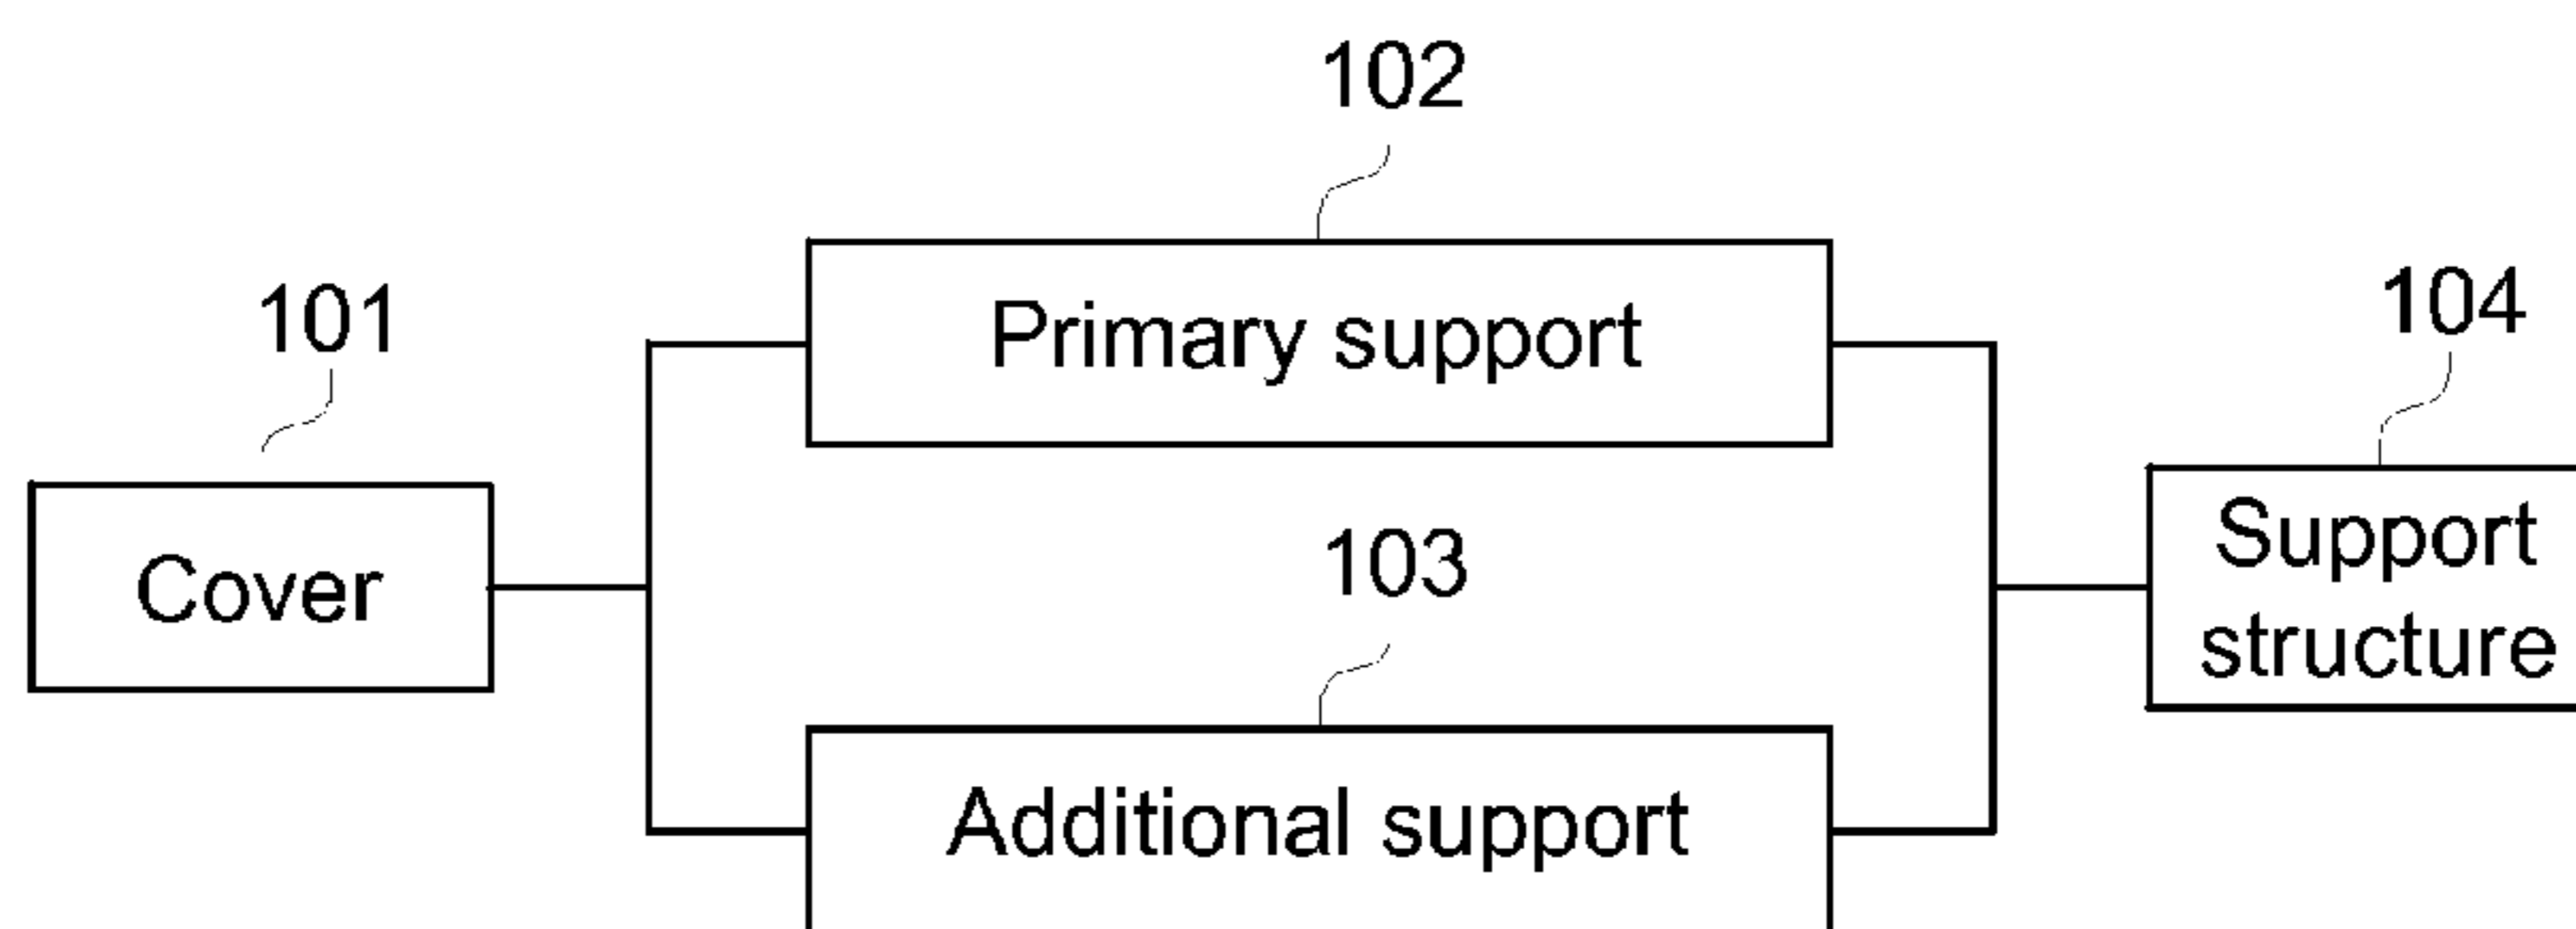 102
Primary support
101
Cover
103
Additional support
104
Support
structure